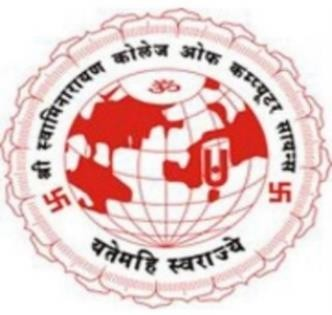 श्री स्वामिनारायण कोलेज ओफ कम्प्यूटर सायन्स
ॐ
यतेमहि स्वराज्ये